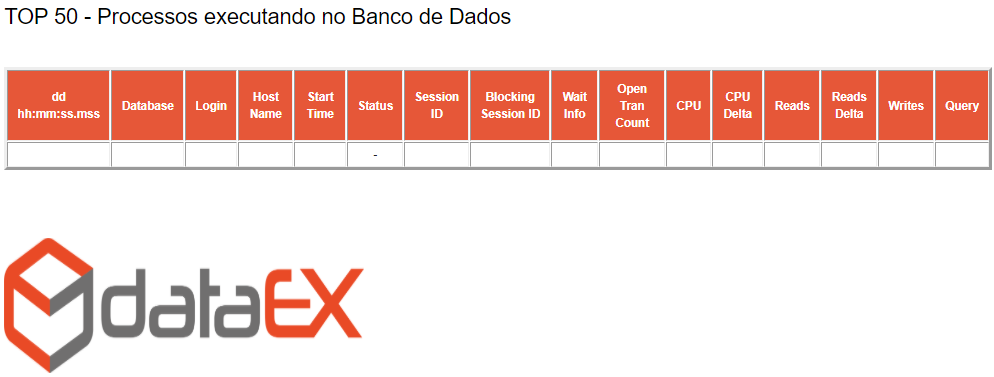 TOP 50 - Processos executando no Banco de Dados
dd hh:mm:ss.mss Database Login Host Name Start Time Status Session ID Blocking Session ID Wait Info Open Tran Count CPU CPU Delta Reads Reads Delta Writes Query
-
dataEX